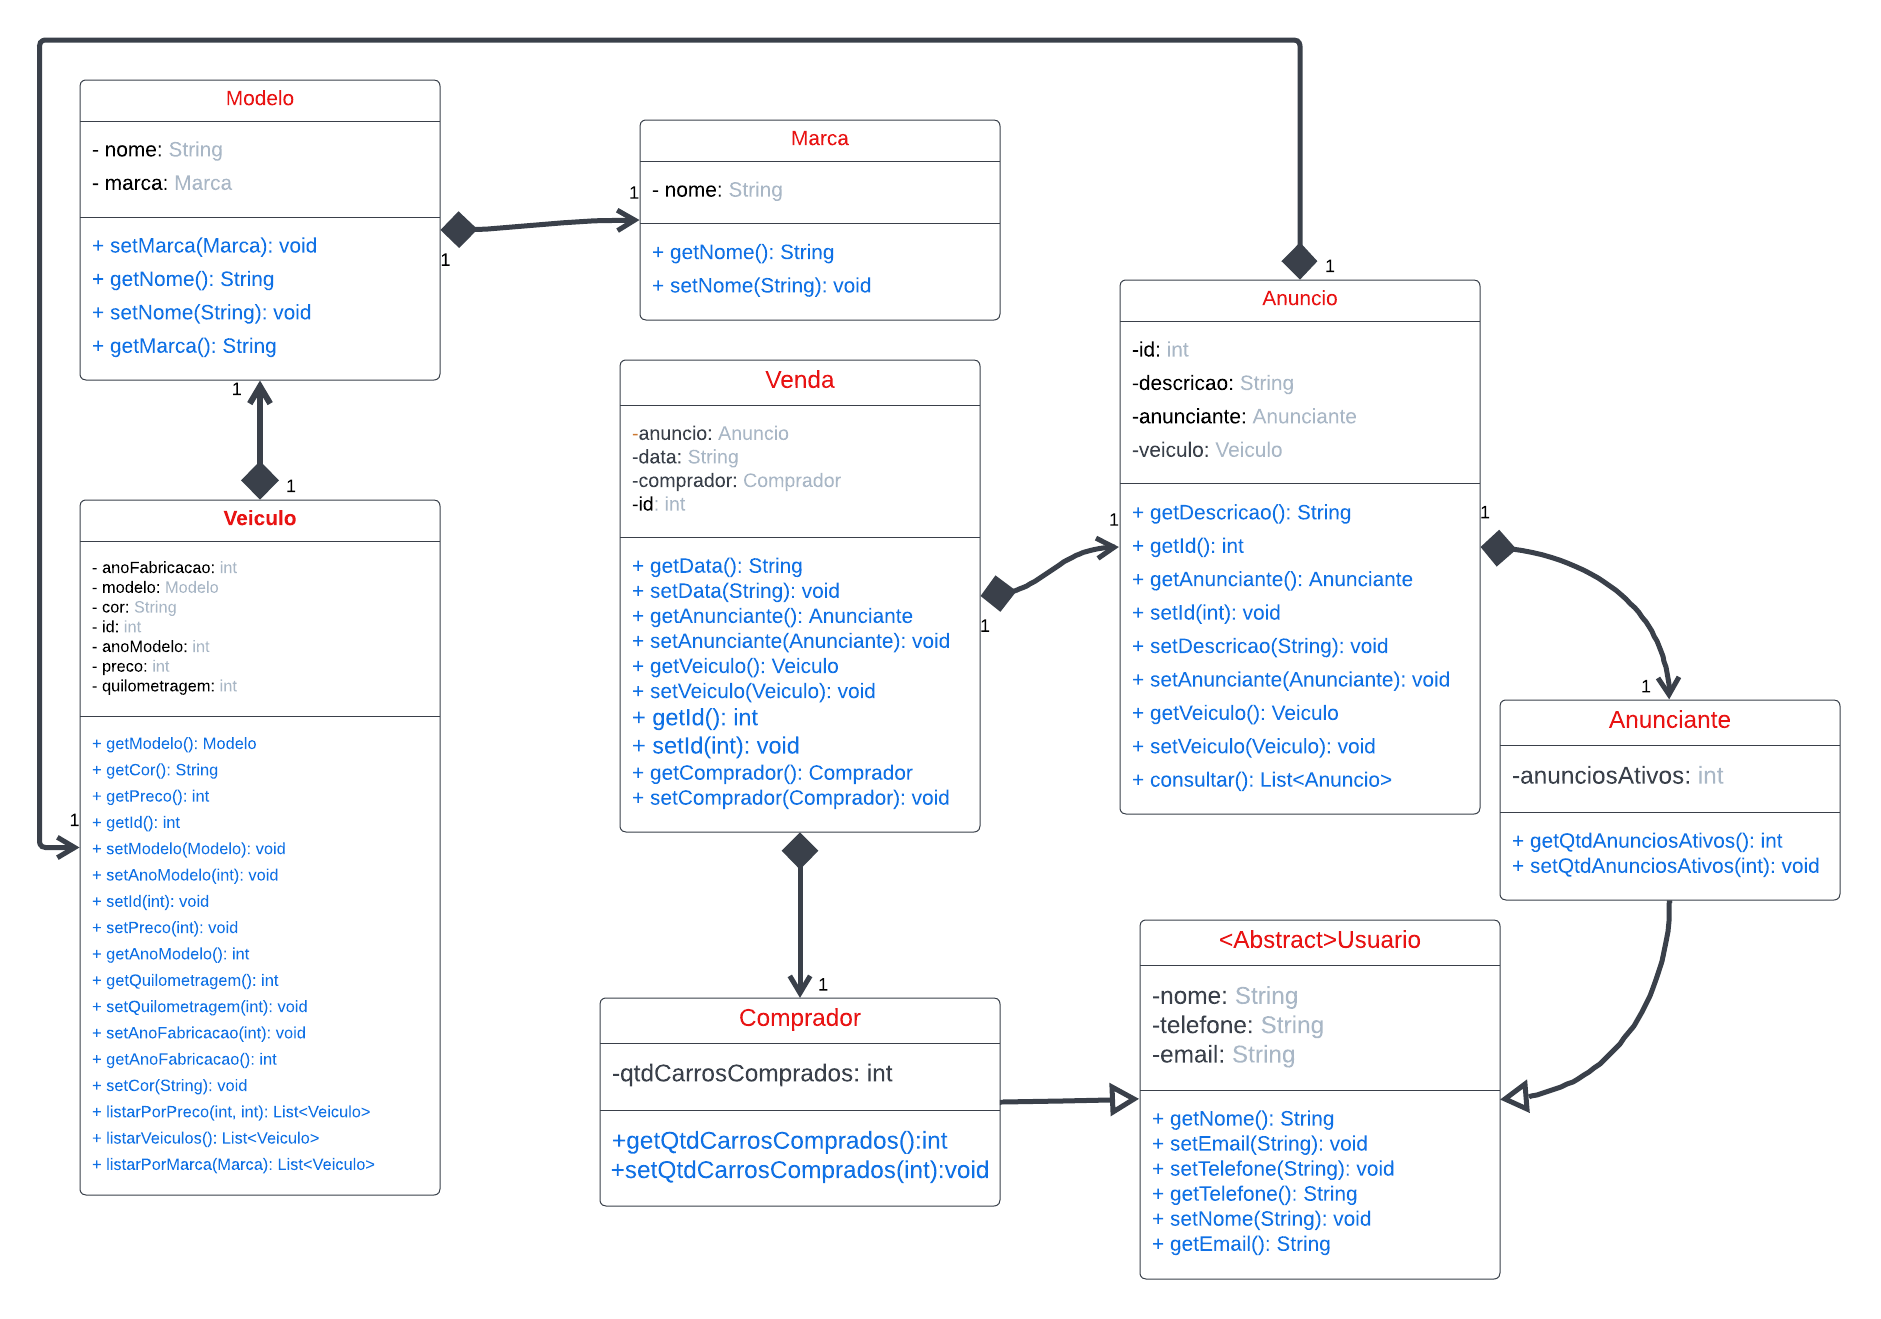 Modelo
- nome: String
- marca: Marca
+ setMarca(Marca): void
+ getNome(): String
+ setNome(String): void
+ getMarca(): String
1
1
Marca
- nome: String
+ getNome(): String
+ setNome(String): void
1
1
Veiculo
- anoFabricacao: int
- modelo: Modelo
- cor: String
- id: int
- anoModelo: int
- preco: int
- quilometragem: int
+ getModelo(): Modelo
+ getCor(): String
+ getPreco(): int
+ getId(): int
+ setModelo(Modelo): void
+ setAnoModelo(int): void
+ setId(int): void
+ setPreco(int): void
+ getAnoModelo(): int
+ getQuilometragem(): int
+ setQuilometragem(int): void
+ setAnoFabricacao(int): void
+ getAnoFabricacao(): int
+ setCor(String): void
+ listarPorPreco(int, int): List<Veiculo>
+ listarVeiculos(): List<Veiculo>
+ listarPorMarca(Marca): List<Veiculo>
1
Venda
-anuncio: Anuncio
-data: String
-comprador: Comprador
-id: int
+ getData(): String
+ setData(String): void
+ getAnunciante(): Anunciante
+ setAnunciante(Anunciante): void
+ getVeiculo(): Veiculo
+ setVeiculo(Veiculo): void
+ getId(): int
+ setId(int): void
+ getComprador(): Comprador
+ setComprador(Comprador): void
1
1
1
Anuncio
-id: int
-descricao: String
-anunciante: Anunciante
-veiculo: Veiculo
+ getDescricao(): String
+ getId(): int
+ getAnunciante(): Anunciante
+ setId(int): void
+ setDescricao(String): void
+ setAnunciante(Anunciante): void
+ getVeiculo(): Veiculo
+ setVeiculo(Veiculo): void
+ consultar(): List<Anuncio>
1
1
Anunciante
-anunciosAtivos: int
+ getQtdAnunciosAtivos(): int
+ setQtdAnunciosAtivos(int): void
1
Comprador
-qtdCarrosComprados: int
+getQtdCarrosComprados():int
+setQtdCarrosComprados(int):void
<Abstract>Usuario
-nome: String
-telefone: String
-email: String
+ getNome(): String
+ setEmail(String): void
+ setTelefone(String): void
+ getTelefone(): String
+ setNome(String): void
+ getEmail(): String